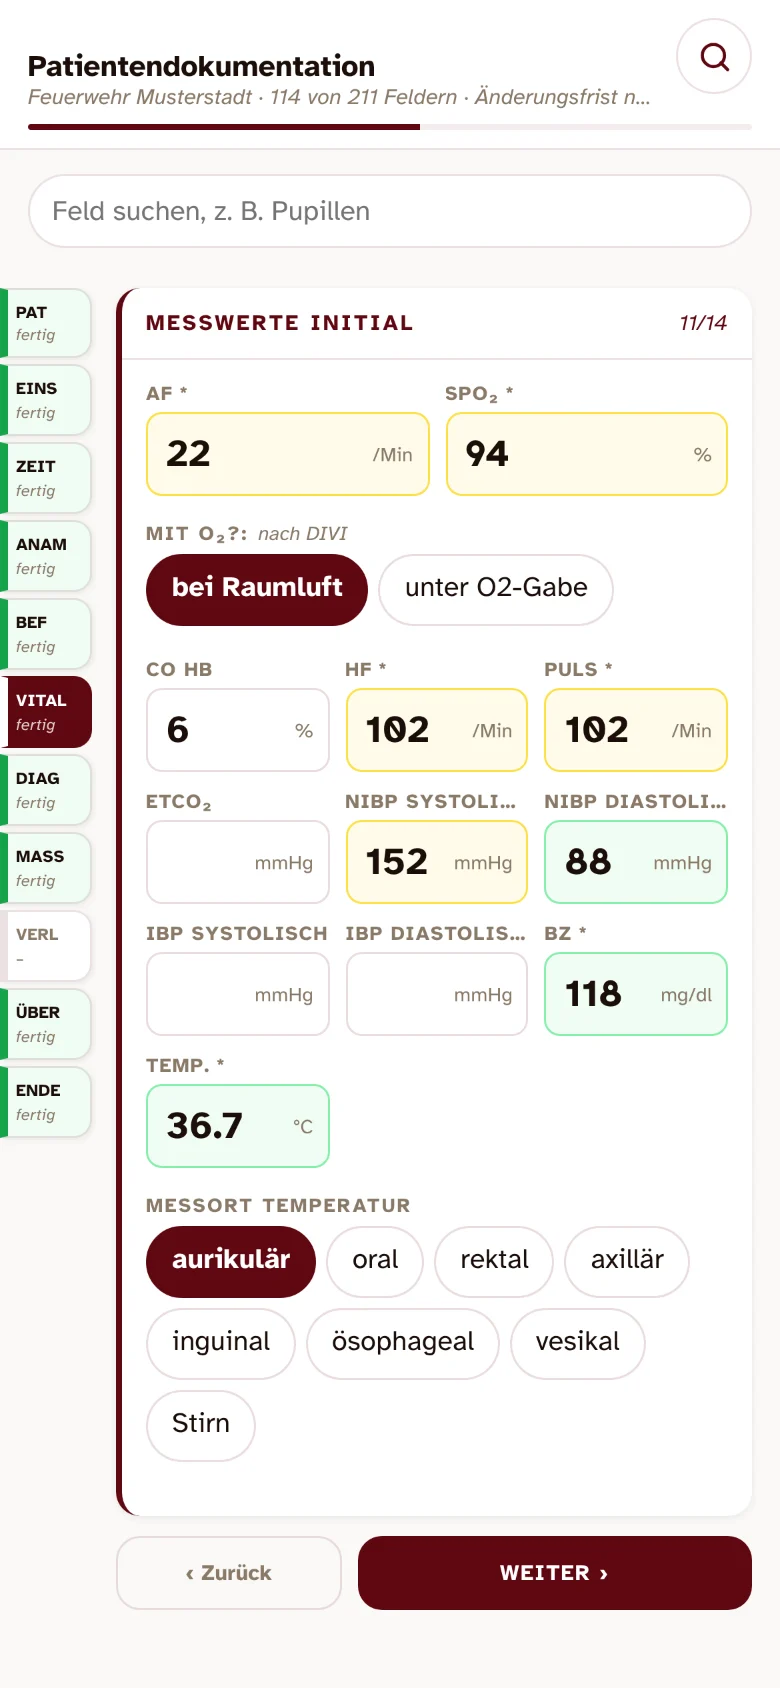 Patientendokumentation
Feuerwehr Musterstadt · 114 von 211 Feldern · Änderungsfrist n...
Feld suchen, z. B. Pupillen
PAT
fertig
EINS
fertig
ZEIT
fertig
ANAM
fertig
BEF
fertig
VITAL
fertig
DIAG
fertig
MASS
fertig
VERL
–
ÜBER
fertig
ENDE
fertig
MESSWERTE INITIAL 11/14
AF * SPO₂ *
22 /Min 94 %
MIT O₂?: nach DIVI
bei Raumluft unter O2-Gabe
CO HB HF * PULS *
6 % 102 /Min 102 /Min
ETCO₂ NIBP SYSTOLI... NIBP DIASTOLI...
mmHg 152 mmHg 88 mmHg
IBP SYSTOLISCH IBP DIASTOLIS... BZ *
mmHg mmHg 118 mg/dl
TEMP. *
36.7 °C
MESSORT TEMPERATUR
aurikulär oral rektal axillär
inguinal ösophageal vesikal
Stirn
‹ Zurück WEITER ›